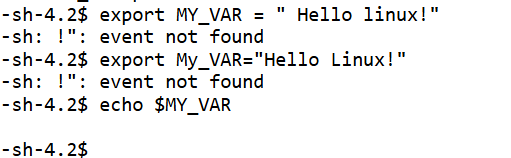 -sh-4.2$ export MY_VAR = " Hello linux!"
-sh: !": event not found
-sh-4.2$ export My_VAR="Hello Linux!"
-sh: !": event not found
-sh-4.2$ echo $MY_VAR

-sh-4.2$